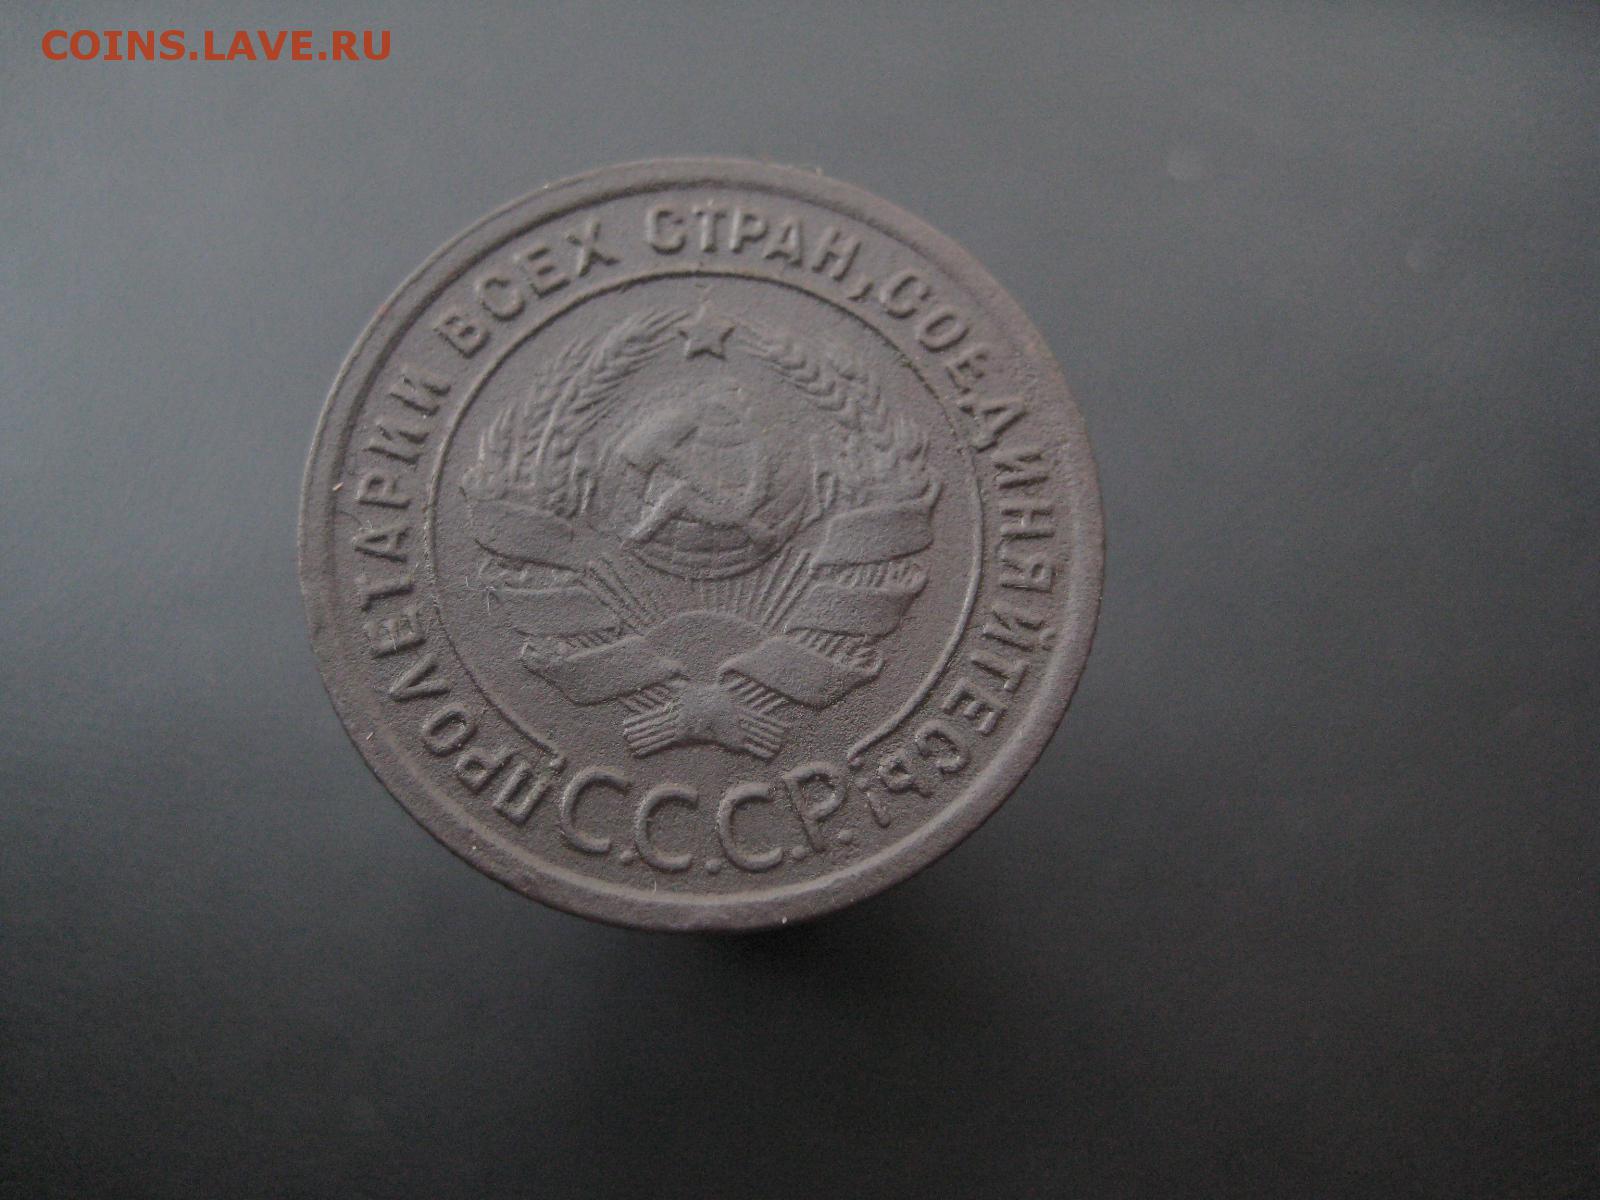 COINS.LAVE.RU
ПРОЛЕТАРИИ ВСЕХ СТРАН, СОЕДИНЯЙТЕСЬ!
С.С.С.Р.